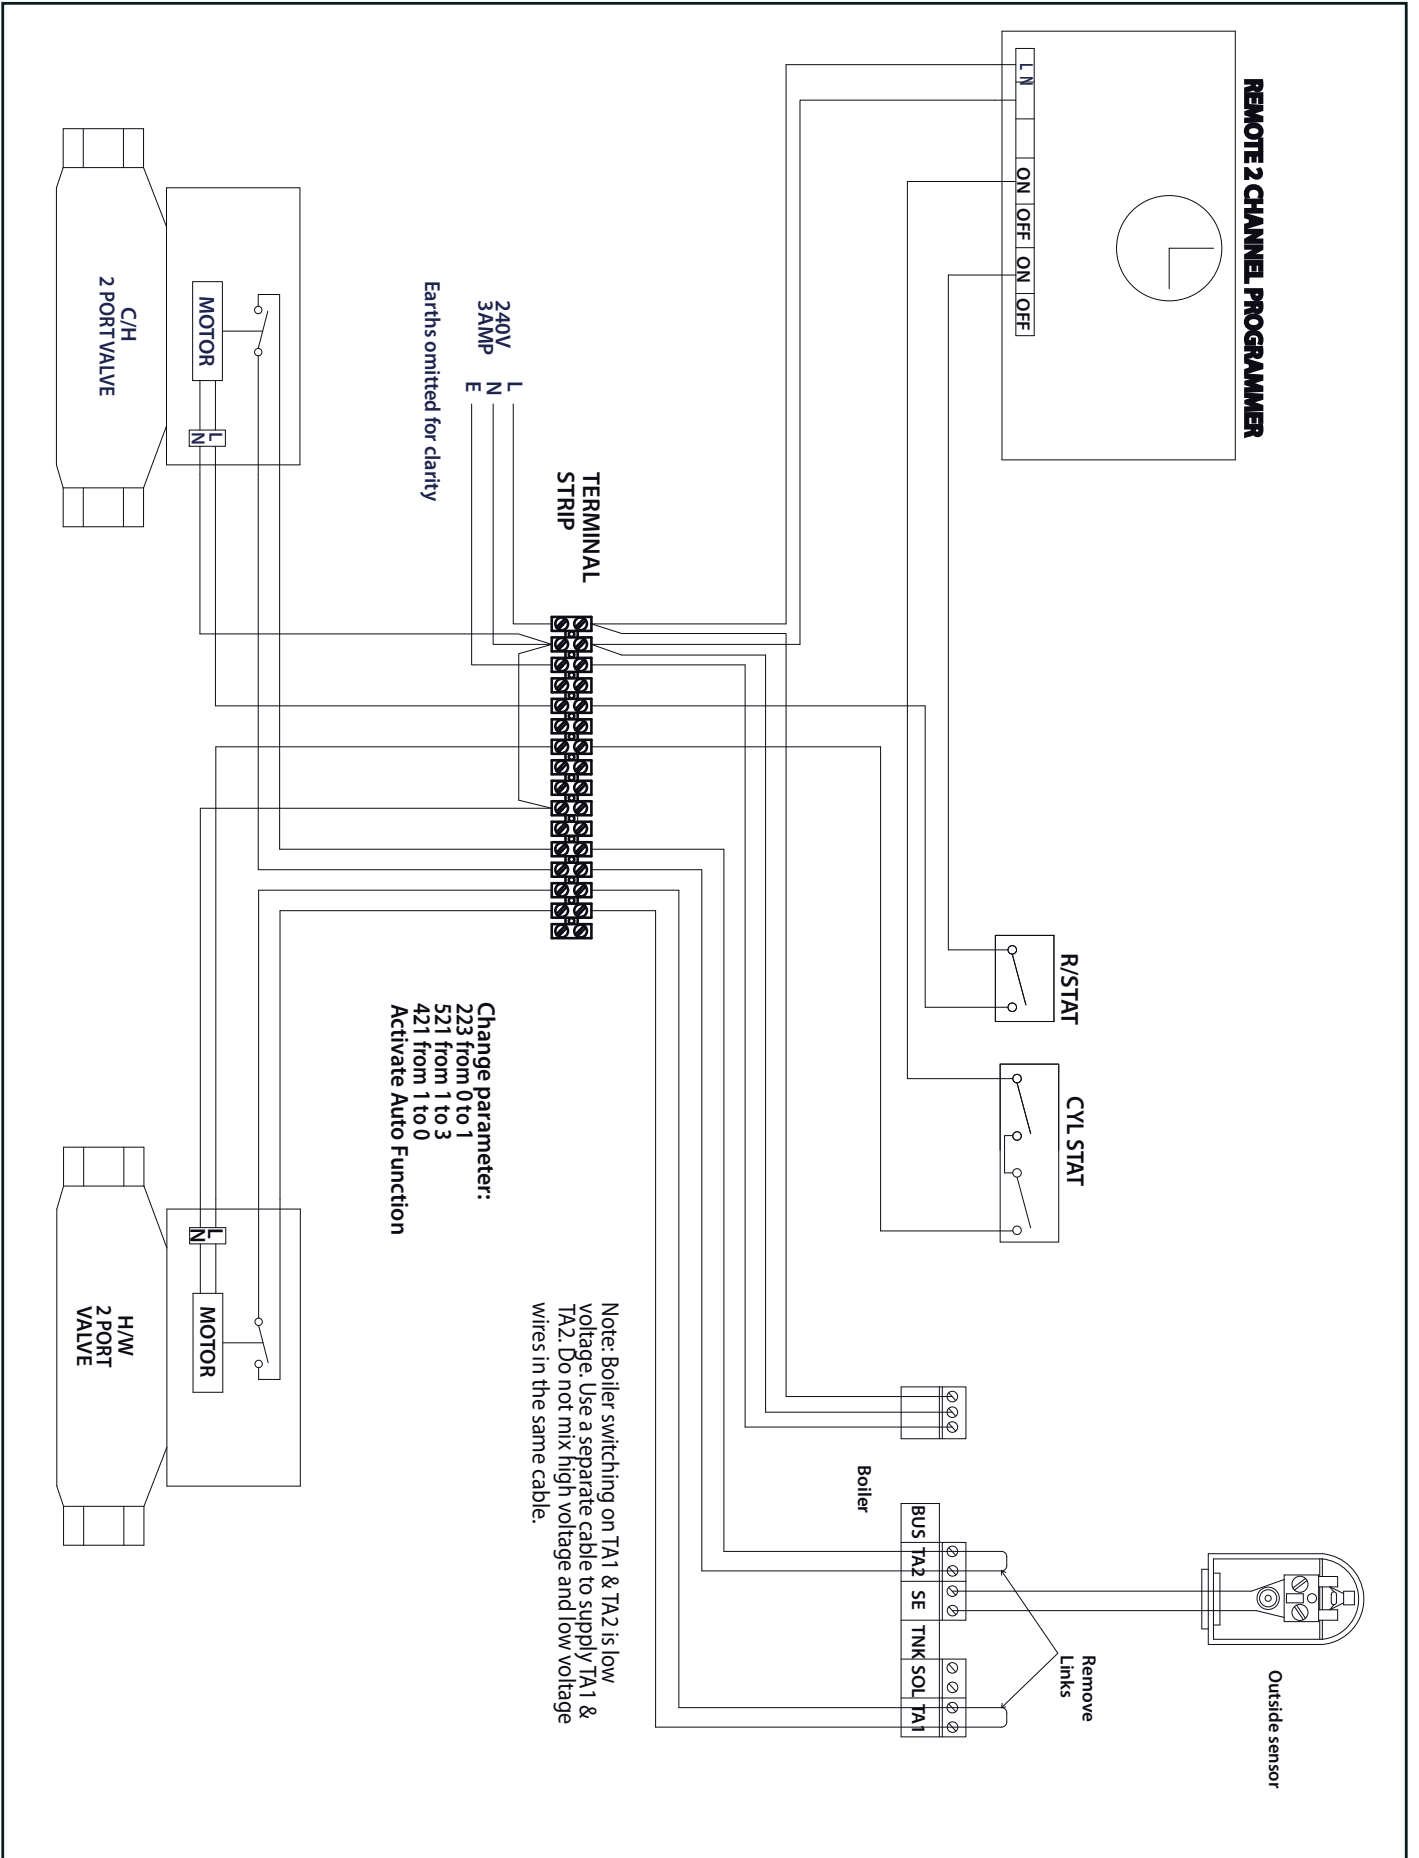 REMOTE 2 CHANNEL PROGRAMMER
L N
ON
OFF
ON
OFF
R/STAT
CYL STAT
Outside sensor
Remove
Links
Boiler
BUS
TA2
SE
TNK
SOL
TA1
TERMINAL
STRIP
240V
3AMP
L
N
E
Earths omitted for clarity
Change parameter:
223 from 0 to 1
521 from 1 to 3
421 from 1 to 0
Activate Auto Function
Note: Boiler switching on TA1 & TA2 is low
voltage. Use a separate cable to supply TA1 &
TA2. Do not mix high voltage and low voltage
wires in the same cable.
MOTOR
L
N
C/H
2 PORT VALVE
L
N
MOTOR
H/W
2 PORT
VALVE